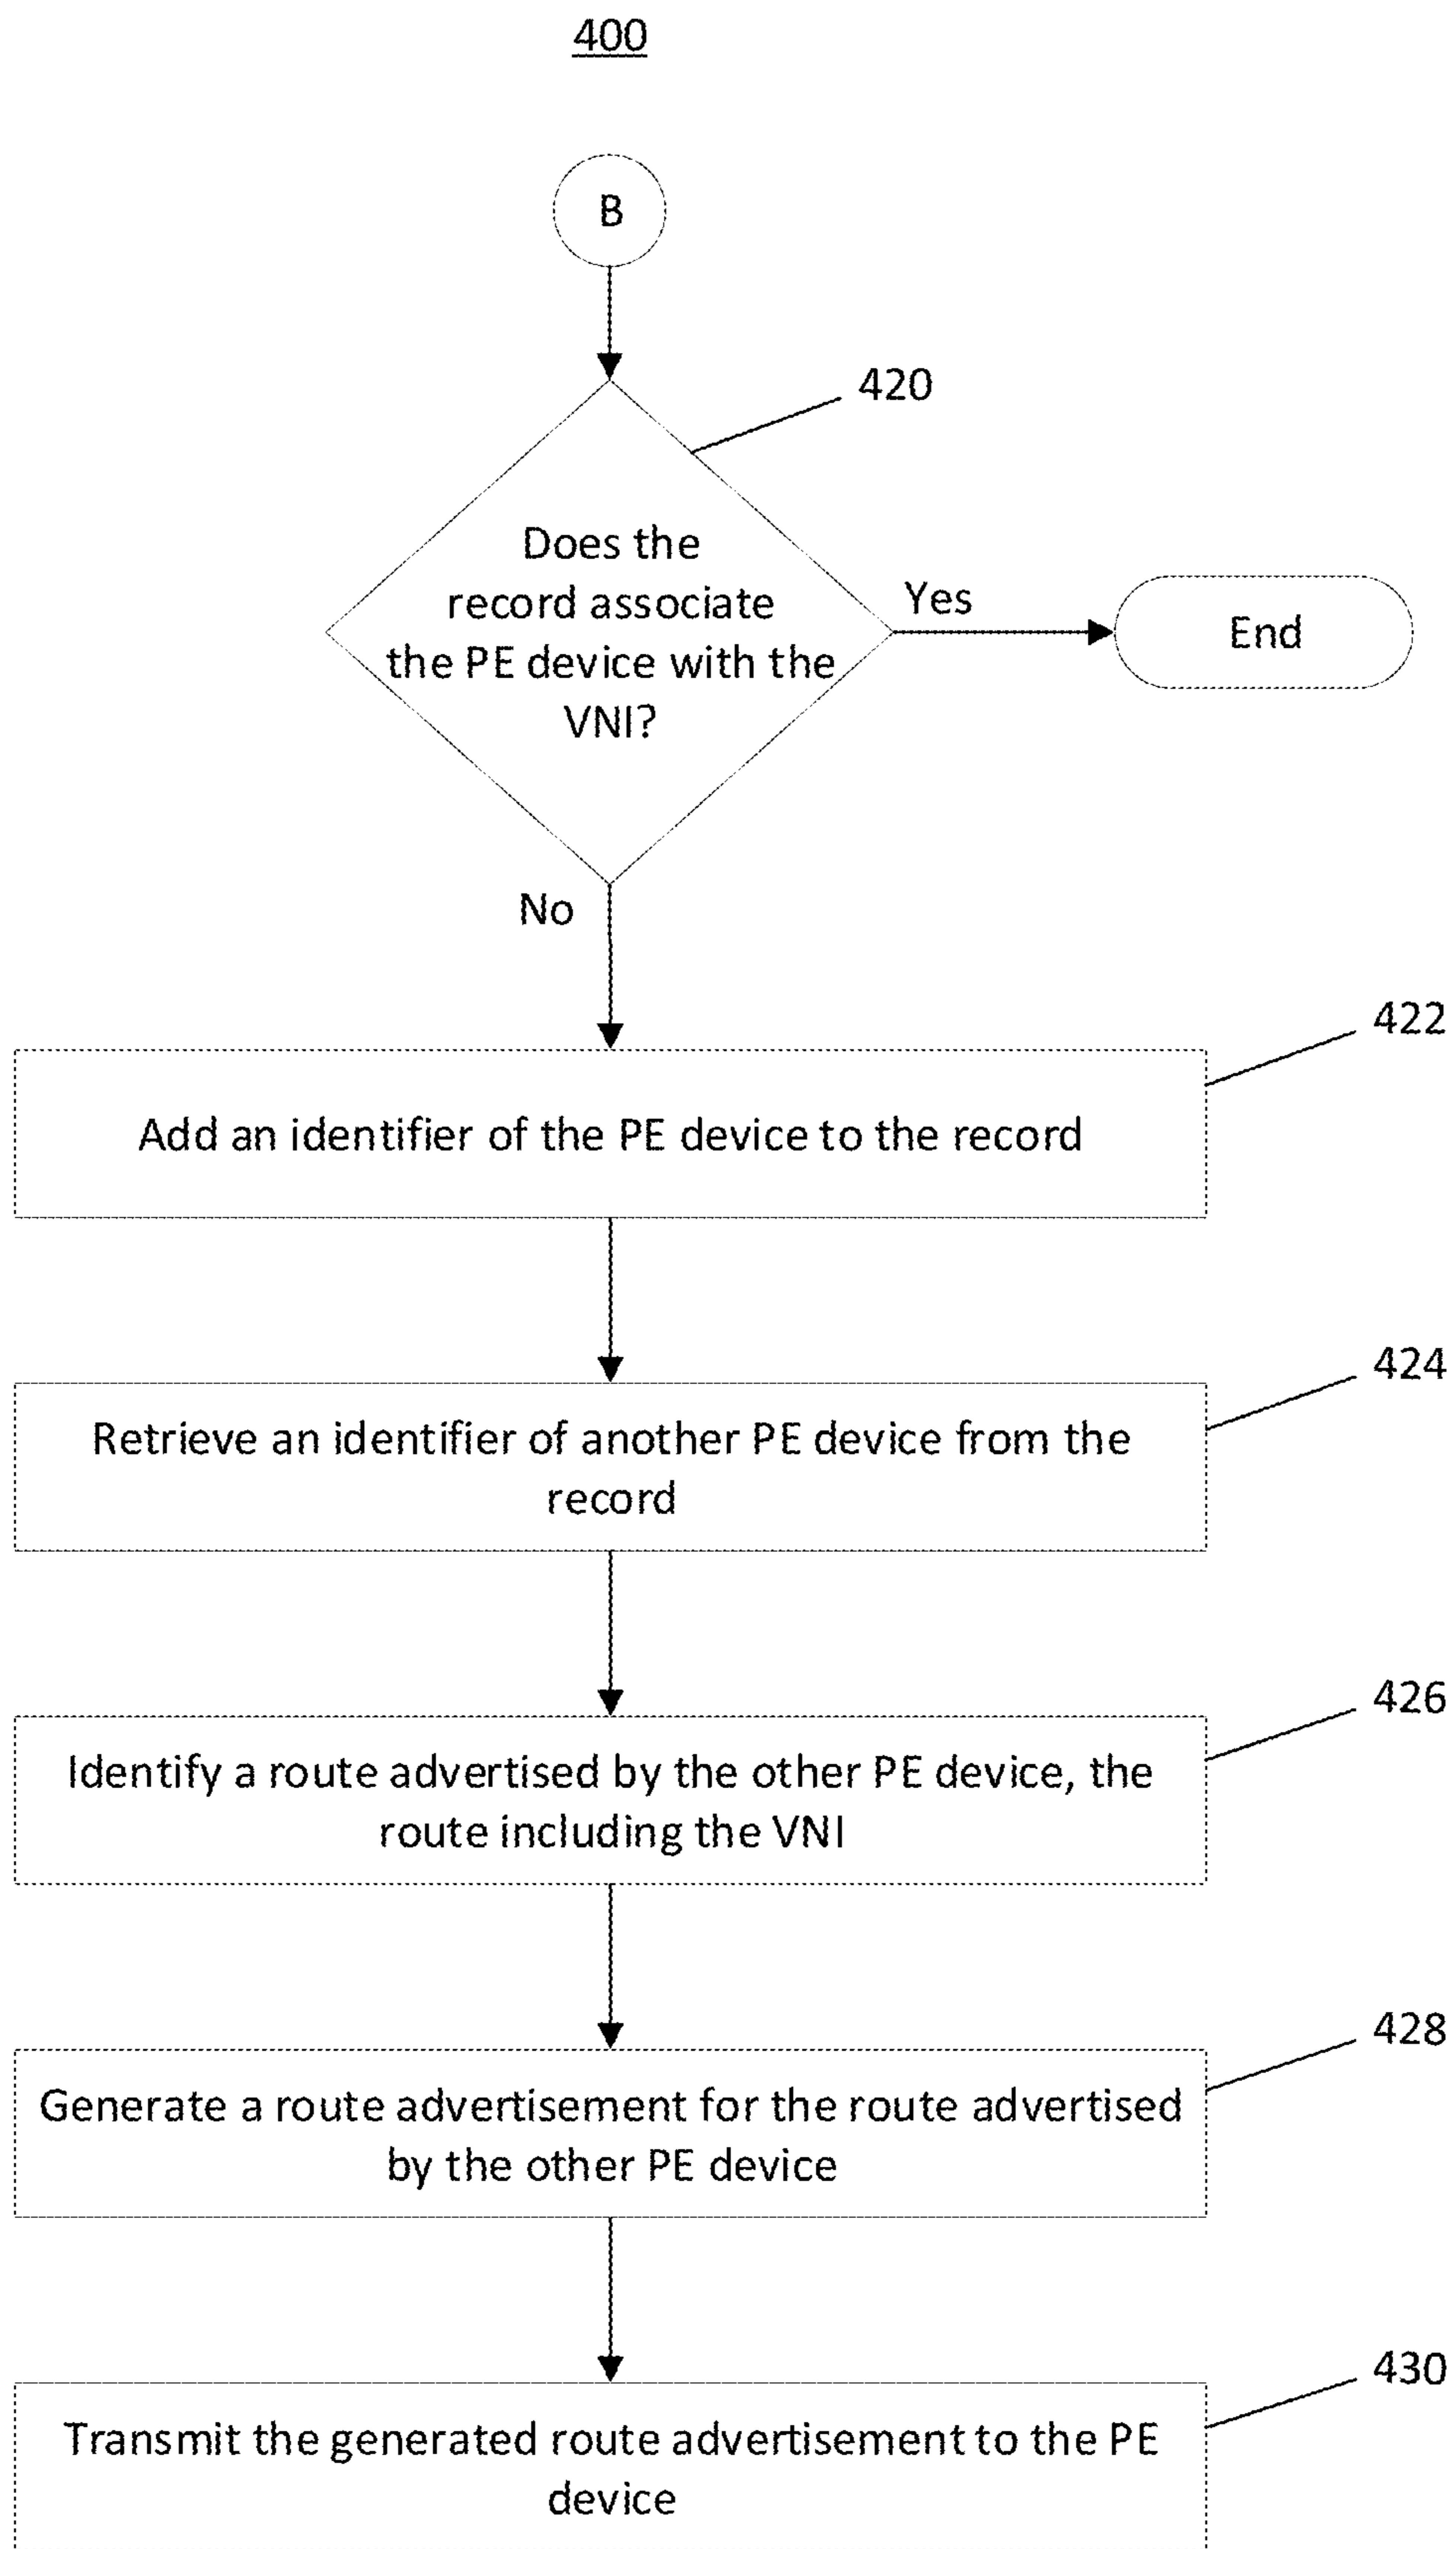 400
B
420
Does the
record associate
the PE device with the
VNI?
Yes
End
No
422
Add an identifier of the PE device to the record
424
Retrieve an identifier of another PE device from the
record
426
Identify a route advertised by the other PE device, the
route including the VNI
428
Generate a route advertisement for the route advertised
by the other PE device
430
Transmit the generated route advertisement to the PE
device